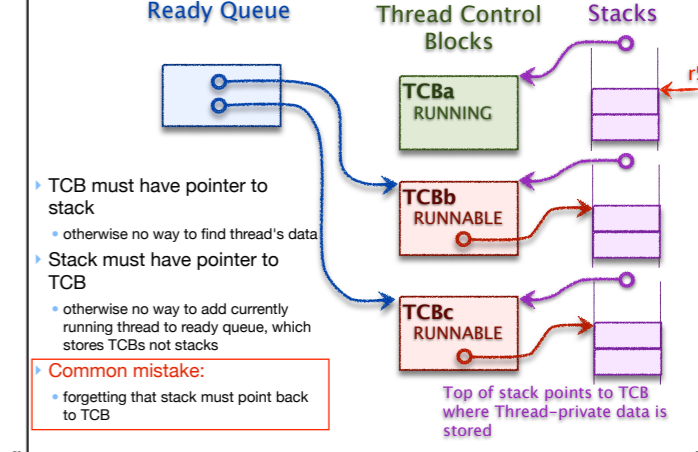 Ready Queue
Thread Control
Blocks
Stacks
TCBa
RUNNING
TCBb
RUNNABLE
TCBc
RUNNABLE
TCB must have pointer to
stack
otherwise no way to find thread's data
Stack must have pointer to
TCB
otherwise no way to add currently
running thread to ready queue, which
stores TCBs not stacks
Common mistake:
forgetting that stack must point back
to TCB
Top of stack points to TCB
where Thread-private data is
stored